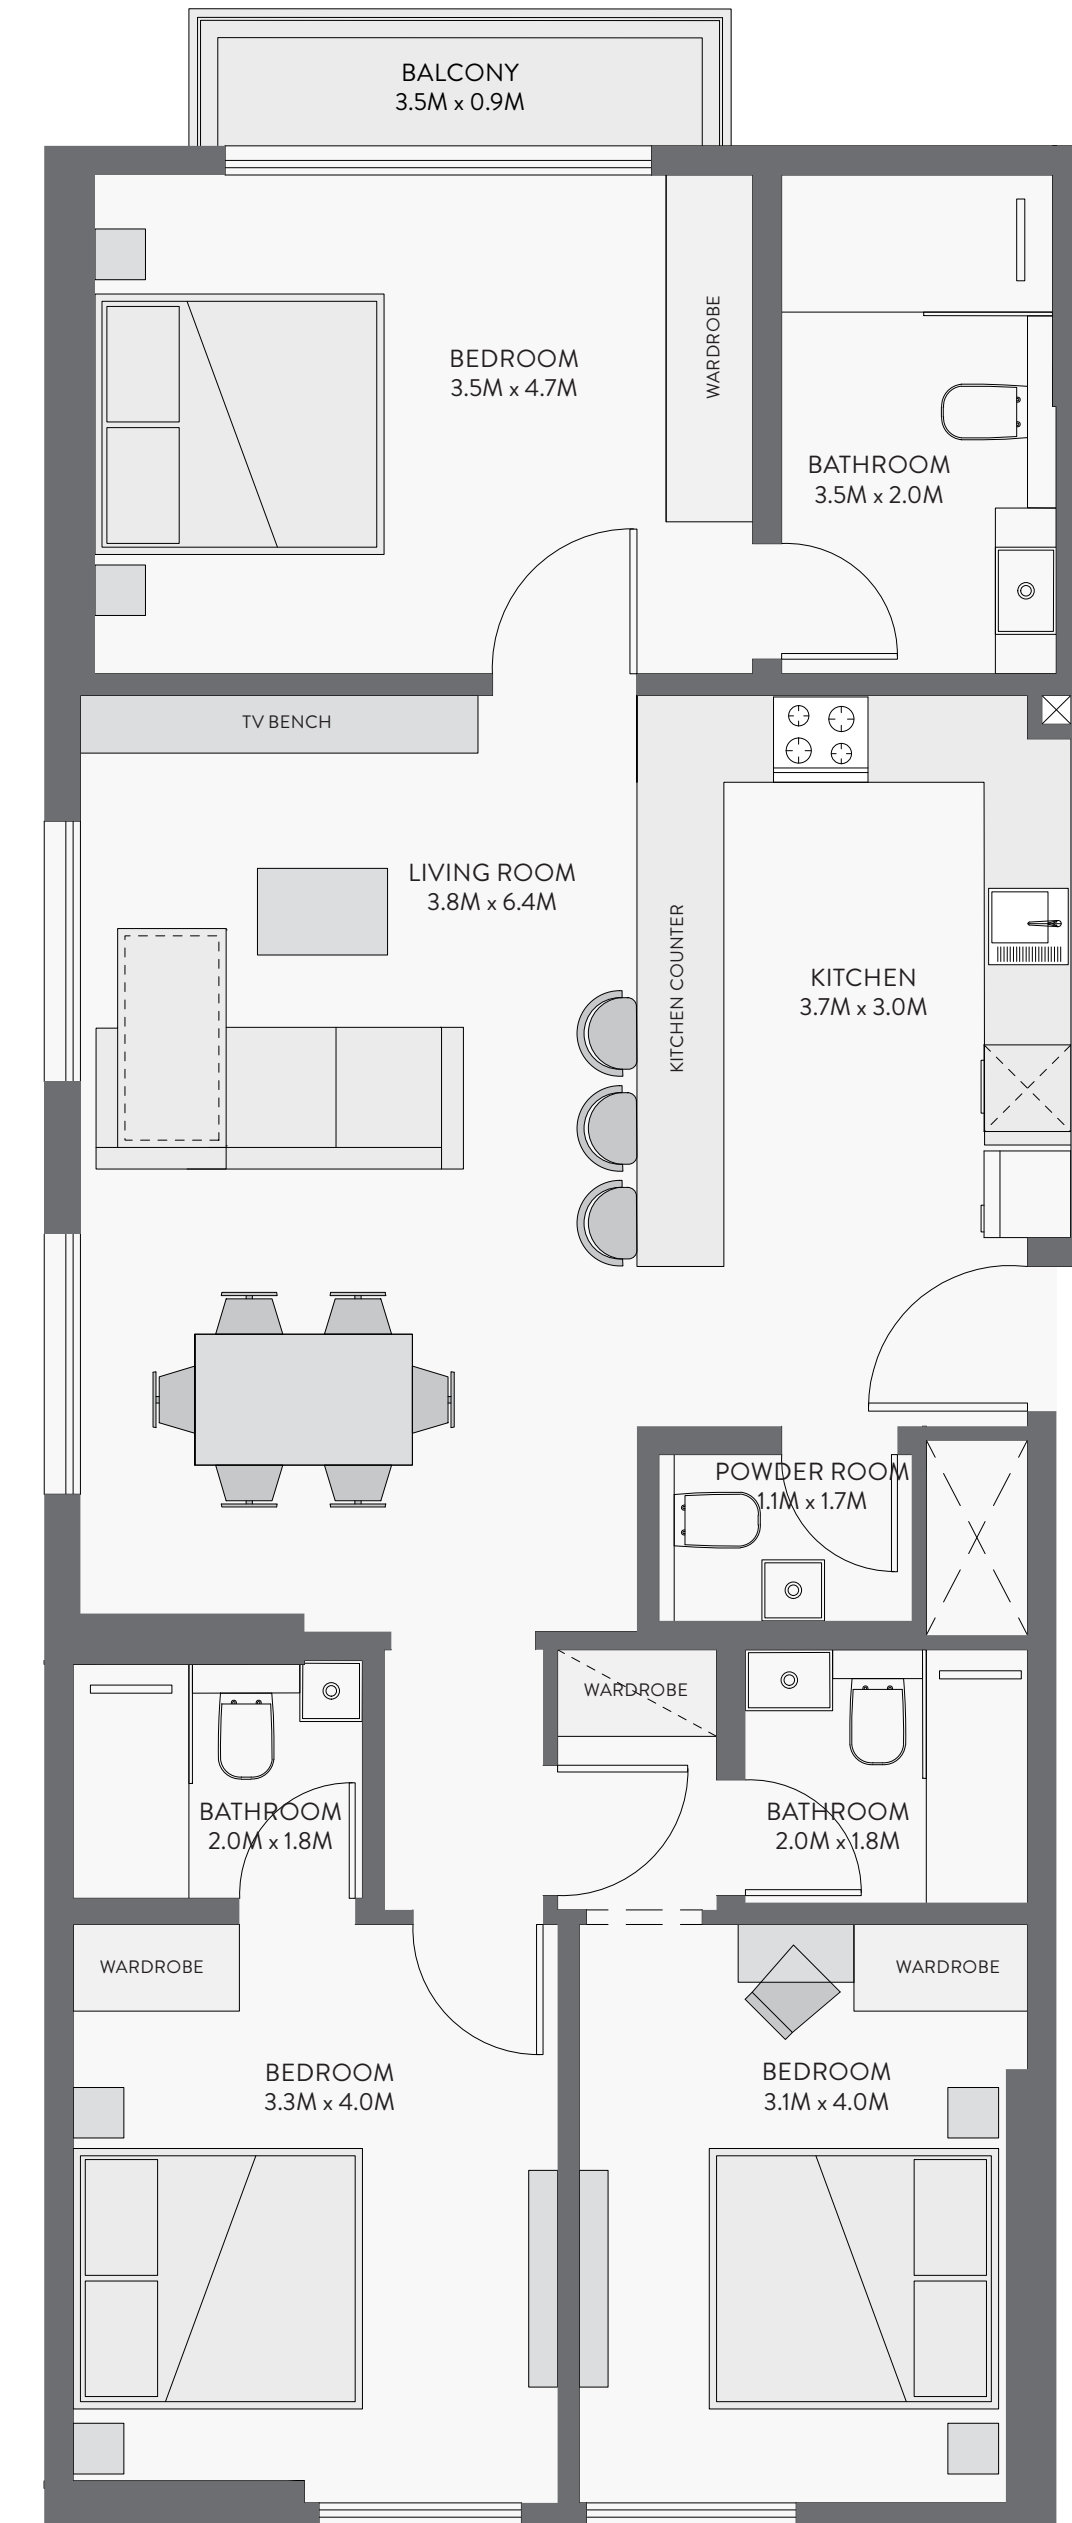 BALCONY
3.5M x 0.9M
BEDROOM
3.5M x 4.7M
WARDROBE
BATHROOM
3.5M x 2.0M
TV BENCH
LIVING ROOM
3.8M x 6.4M
KITCHEN COUNTER
KITCHEN
3.7M x 3.0M
POWDER ROOM
1.1M x 1.7M
WARDROBE
BATHROOM
2.0M x 1.8M
BATHROOM
2.0M x 1.8M
WARDROBE
WARDROBE
BEDROOM
3.3M x 4.0M
BEDROOM
3.1M x 4.0M